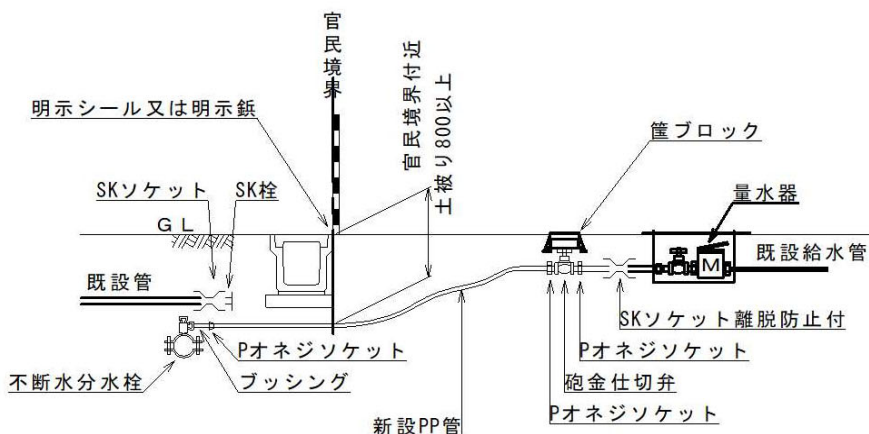 官民境界
明示シール又は明示鋲
官民境界付近
土被り800以上
筐ブロック
SKソケット
SK栓
量水器
GL
既設給水管
既設管
M
SKソケット離脱防止付
Pオネジソケット
Pオネジソケット
ブッシング
不断水分水栓
砲金仕切弁
Pオネジソケット
新設PP管